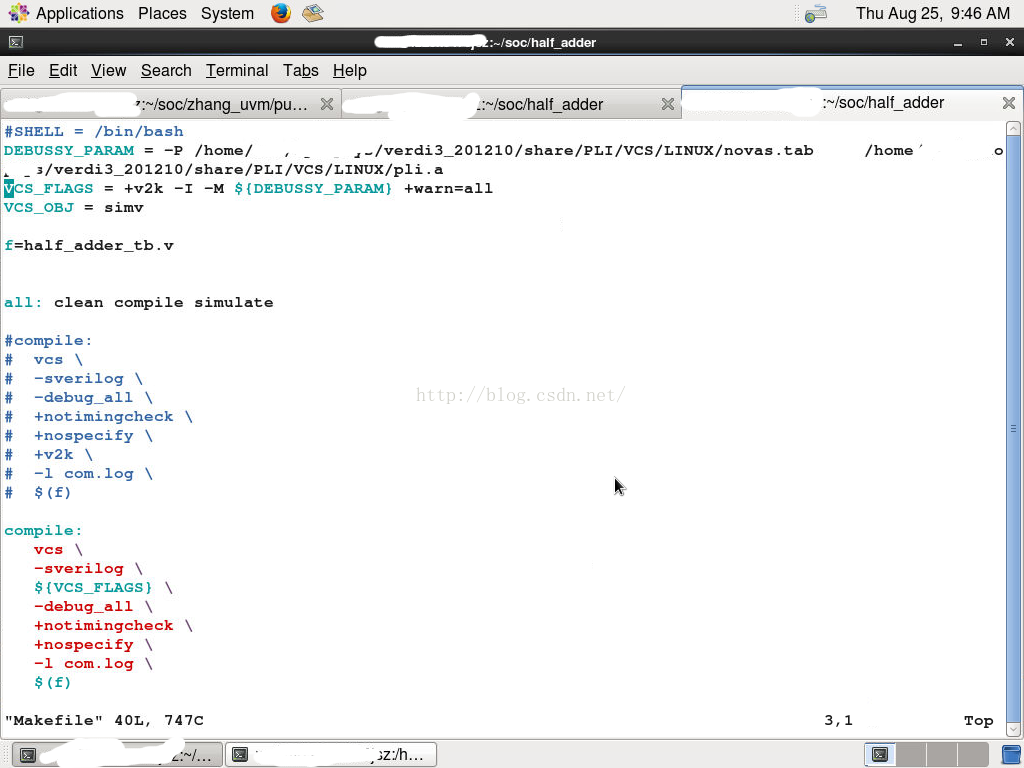 Applications Places System Thu Aug 25, 9:46 AM
:~/soc/half_adder
File Edit View Search Terminal Tabs Help
z:~/soc/zhang_uvm/pu... :~/soc/half_adder :~/soc/half_adder
#SHELL = /bin/bash
DEBUSSY_PARAM = -P /home/ /verdi3_201210/share/PLI/VCS/LINUX/novas.tab /home
s/verdi3_201210/share/PLI/VCS/LINUX/pli.a
VCS_FLAGS = +v2k -I -M ${DEBUSSY_PARAM} +warn=all
VCS_OBJ = simv
f=half_adder_tb.v
all: clean compile simulate
#compile:
# vcs \
# -sverilog \
# -debug_all \
# +notimingcheck \
# +nospecify \
# +v2k \
# -l com.log \
# $(f)
http://blog.csdn.net/
compile:
vcs \
-sverilog \
${VCS_FLAGS} \
-debug_all \
+notimingcheck \
+nospecify \
-l com.log \
$(f)
"Makefile" 40L, 747C 3,1 Top
z:~/... jsz:/h...